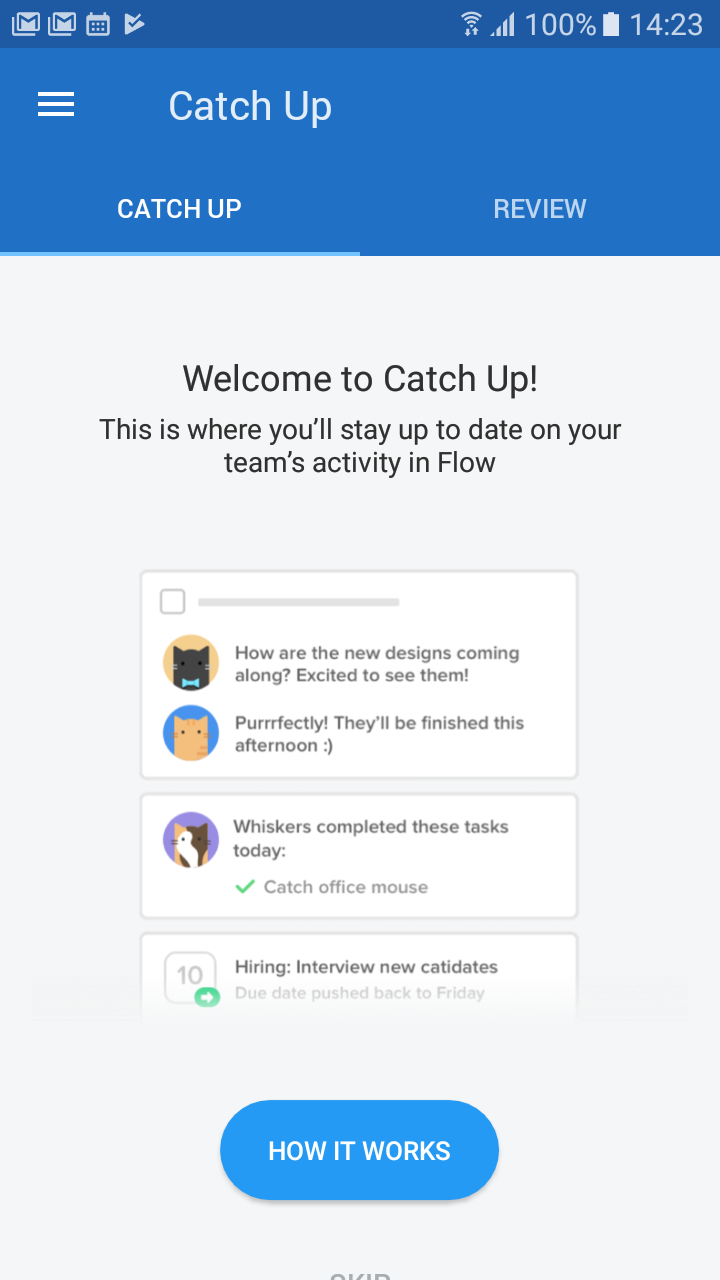 100% 14:23
Catch Up
CATCH UP
REVIEW
Welcome to Catch Up!
This is where you’ll stay up to date on your
team’s activity in Flow
How are the new designs coming
along? Excited to see them!
Purrrfectly! They’ll be finished this
afternoon :)
Whiskers completed these tasks
today:
Catch office mouse
10
Hiring: Interview new catidates
Due date pushed back to Friday
HOW IT WORKS
SKIP